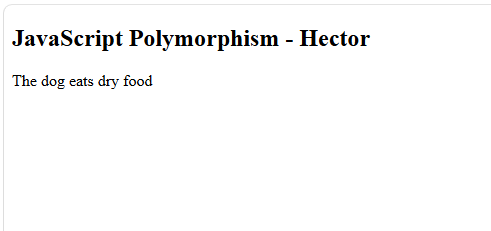 JavaScript Polymorphism - Hector
The dog eats dry food